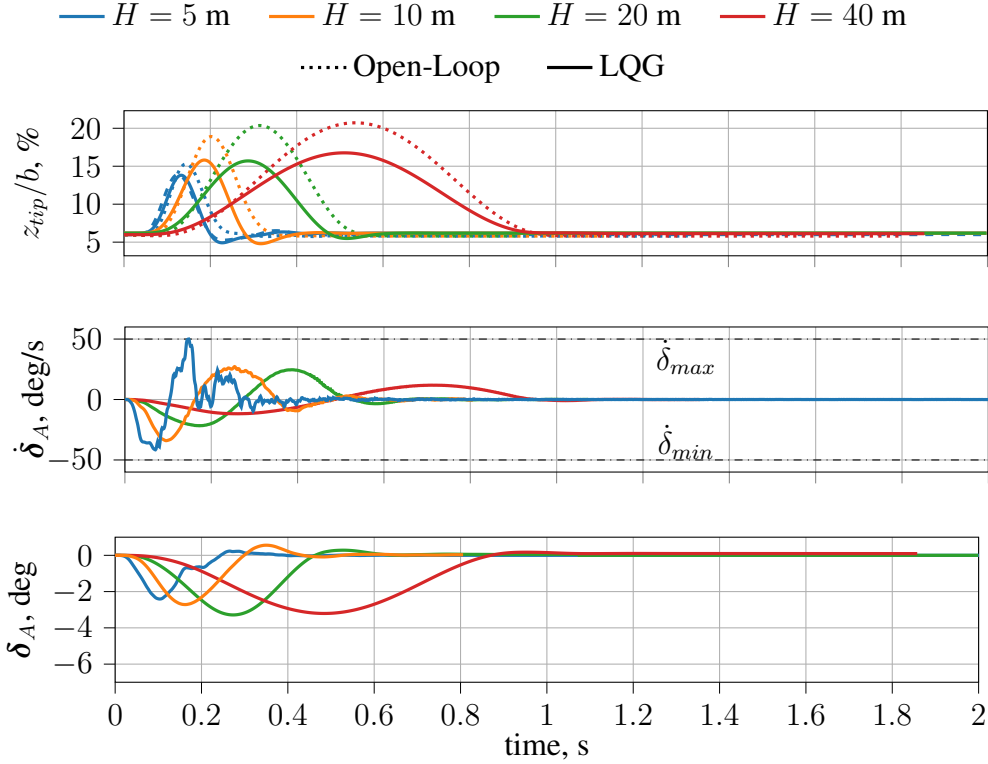 H = 5 m H = 10 m H = 20 m H = 40 m
Open-Loop LQG
z_tip/b, %
20
15
10
5
δ̇_A, deg/s
50
0
−50
δ̇_max
δ̇_min
δ_A, deg
0
−2
−4
−6
0 0.2 0.4 0.6 0.8 1 1.2 1.4 1.6 1.8 2
time, s